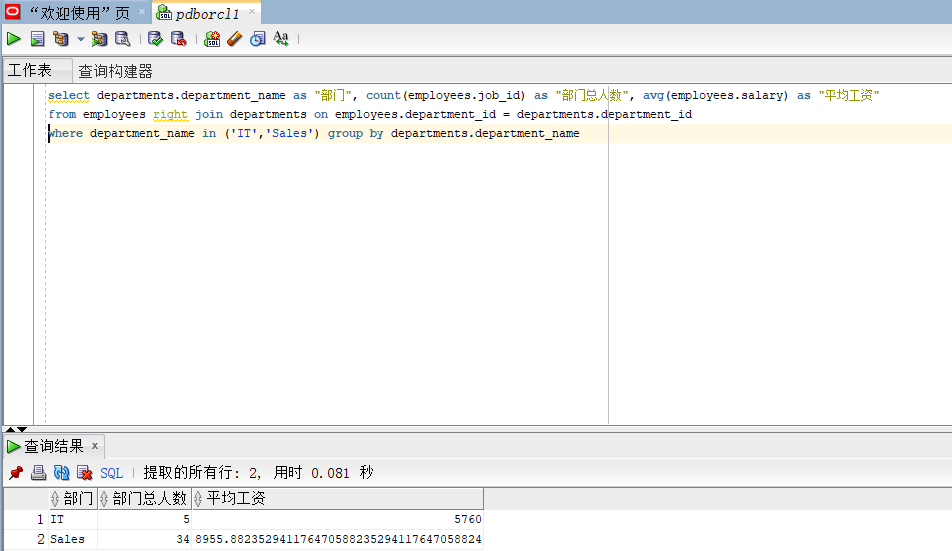 “欢迎使用”页 × pdborcl1 ×
工作表 查询构建器
select departments.department_name as "部门", count(employees.job_id) as "部门总人数", avg(employees.salary) as "平均工资"
from employees right join departments on employees.department_id = departments.department_id
where department_name in ('IT','Sales') group by departments.department_name
查询结果 ×
SQL | 提取的所有行: 2, 用时 0.081 秒
部门 部门总人数 平均工资
1 IT 5 5760
2 Sales 34 8955.88235294117647058823529411764705882​4